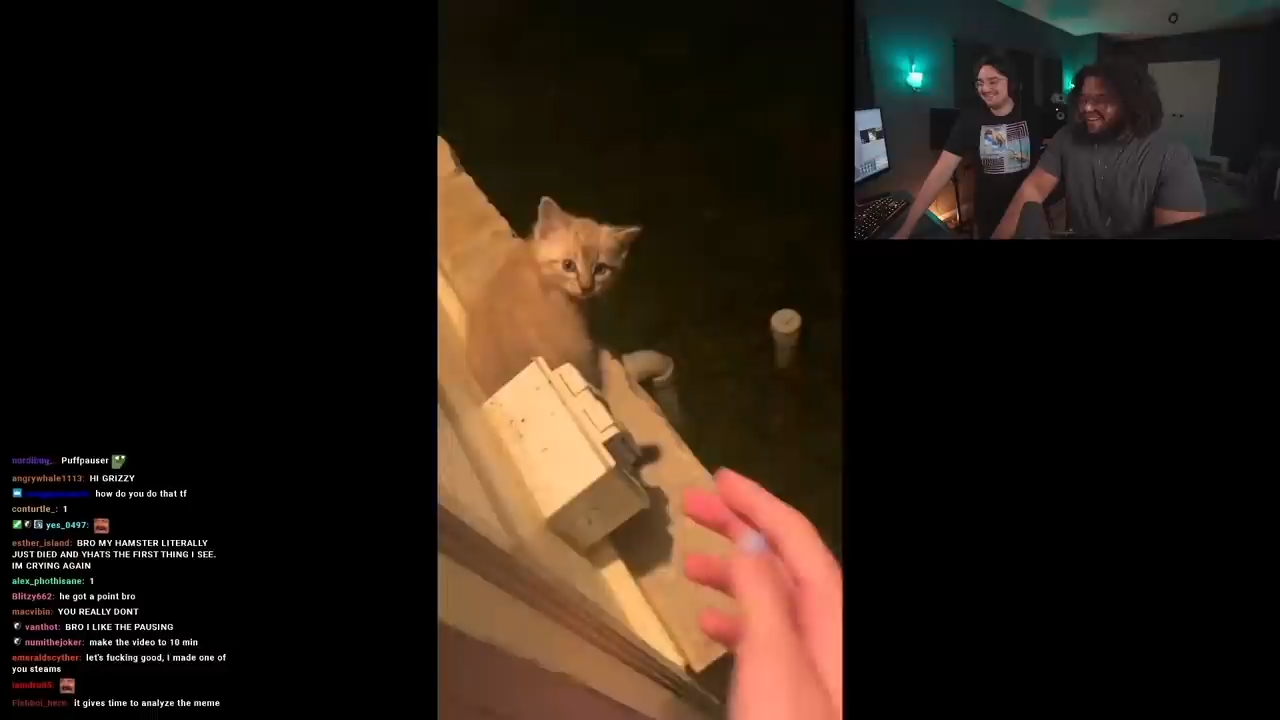 nordbug_: Puffpauser
angrywhale1113: HI GRIZZY
how do you do that tf
conturtle_: 1
yes_0497:
esther_island: BRO MY HAMSTER LITERALLY
JUST DIED AND YHATS THE FIRST THING I SEE.
IM CRYING AGAIN
alex_phothisane: 1
Blitzy662: he got a point bro
macvibin: YOU REALLY DONT
vanthot: BRO I LIKE THE PAUSING
numithejoker: make the video to 10 min
emeraldscyther: let's fucking good, I made one of
you steams
Fishboi_here: it gives time to analyze the meme